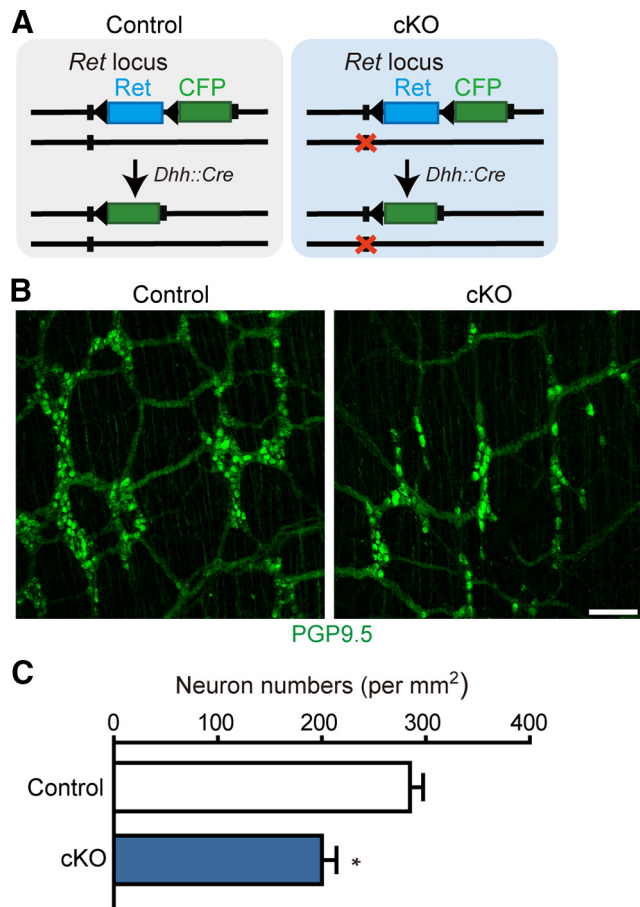 A
Control
cKO
Ret locus
Ret locus
Ret CFP
Ret CFP
Dhh::Cre
Dhh::Cre
B
Control
cKO
PGP9.5
C
Neuron numbers (per mm²)
0 100 200 300 400
Control
cKO
*